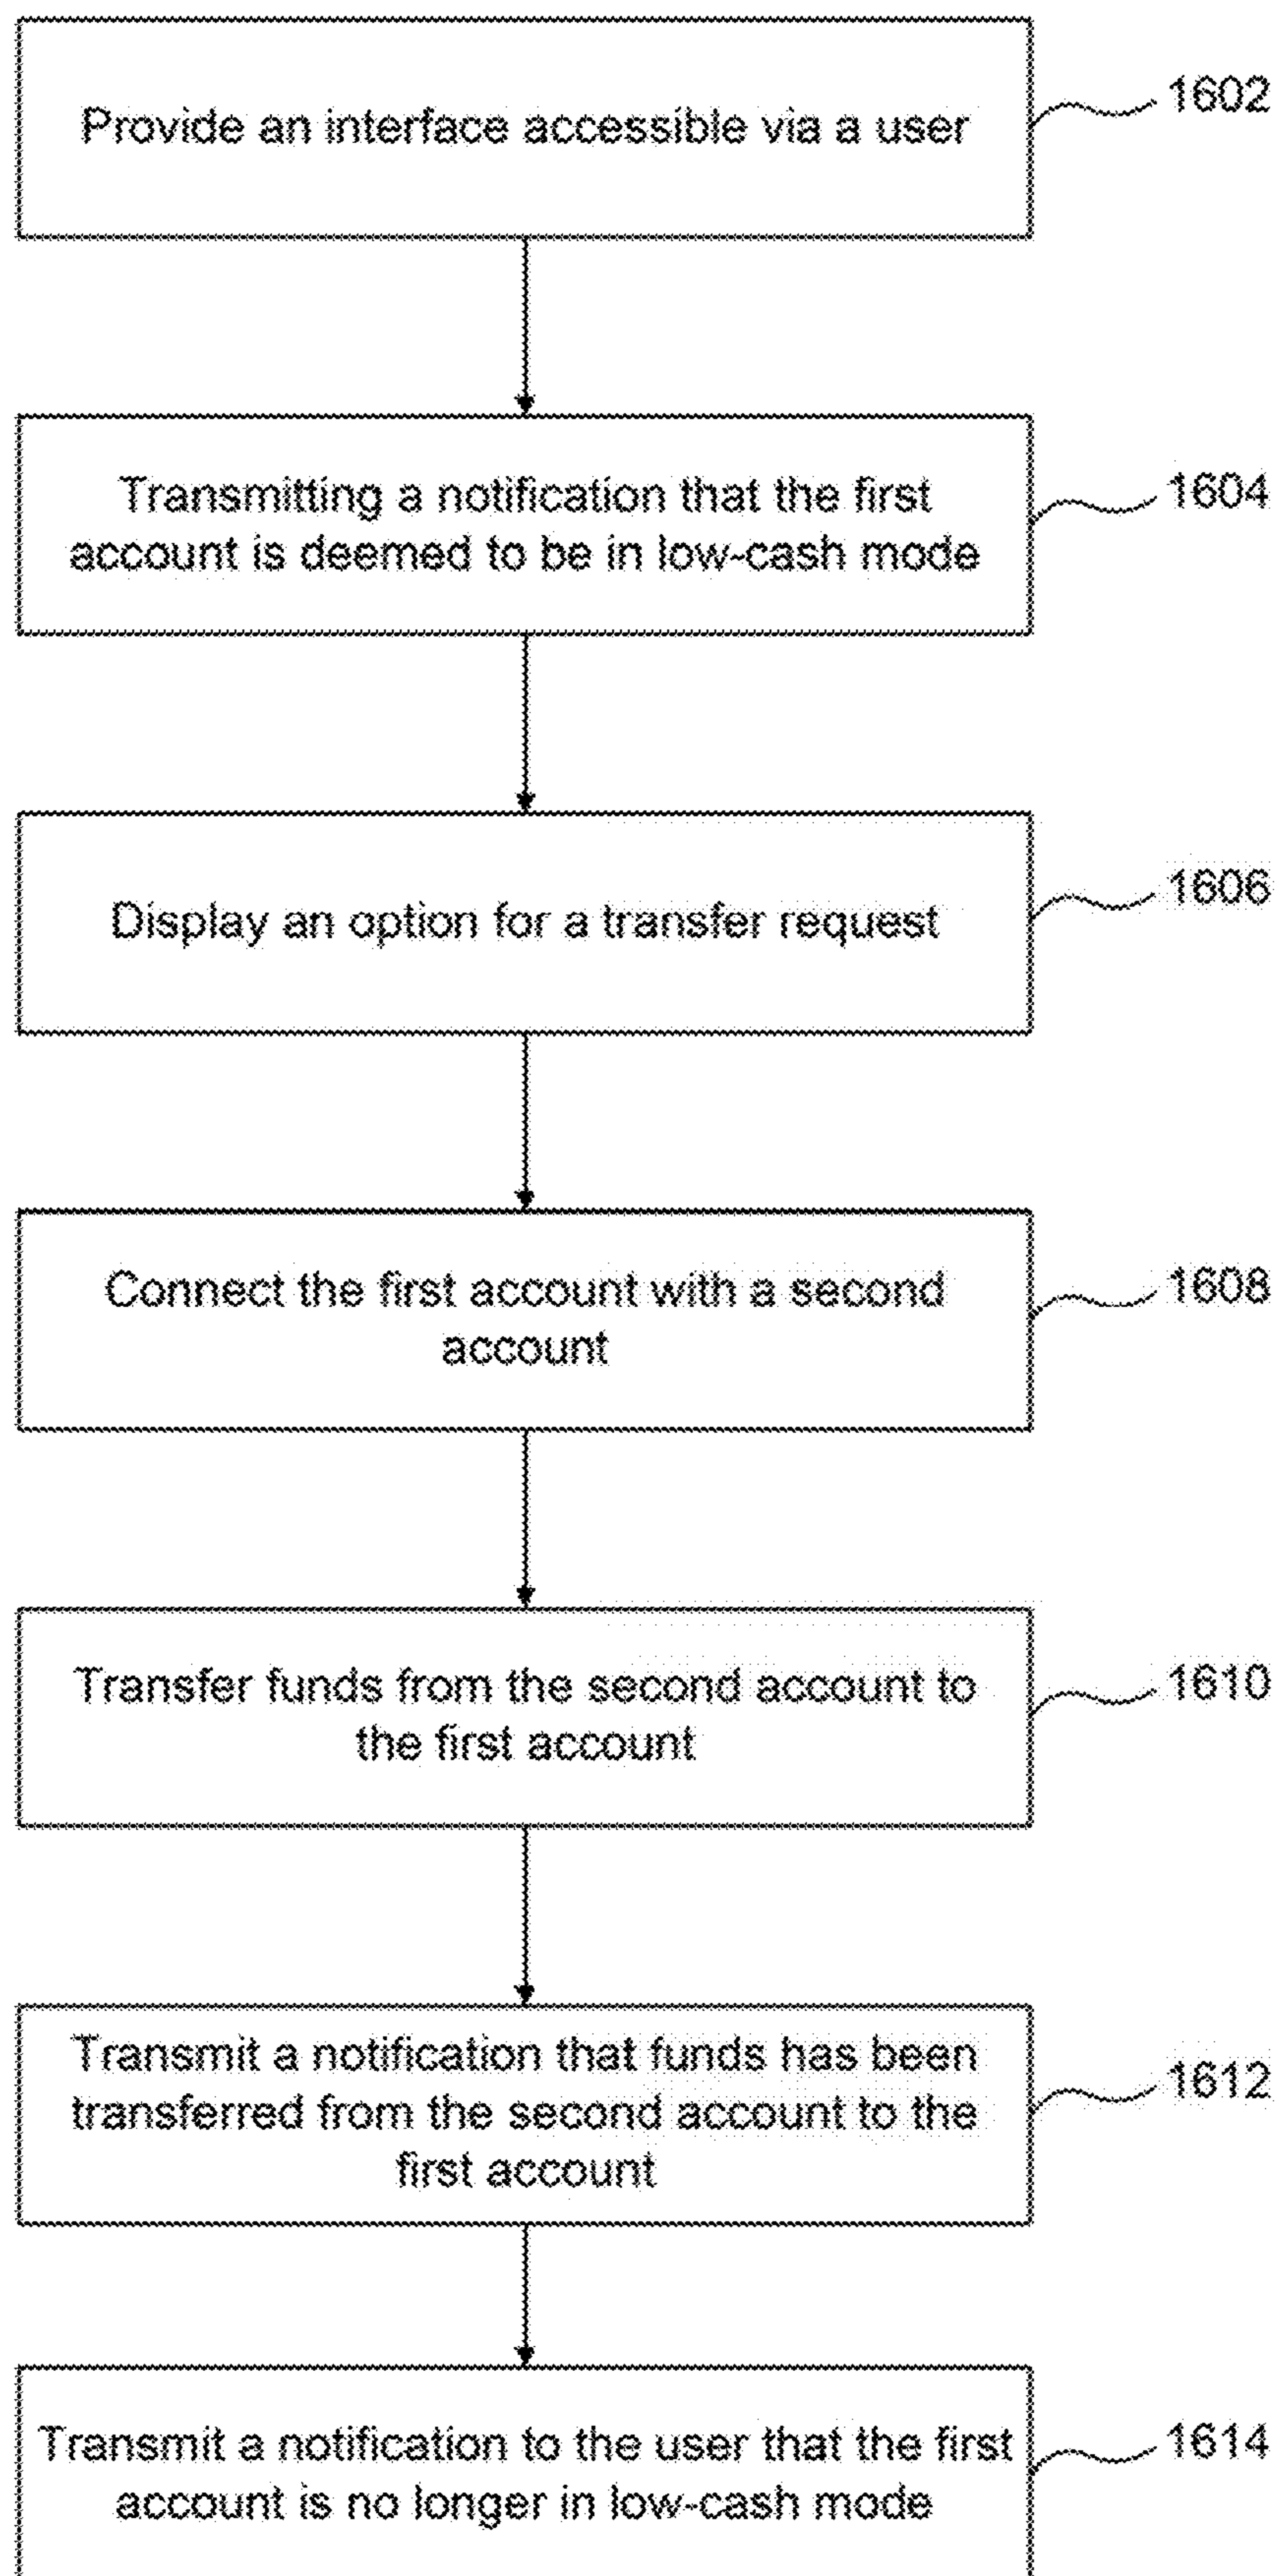 Provide an interface accessible via a user
1602
Transmitting a notification that the first
account is deemed to be in low-cash mode
1604
Display an option for a transfer request
1606
Connect the first account with a second
account
1608
Transfer funds from the second account to
the first account
1610
Transmit a notification that funds has been
transferred from the second account to the
first account
1612
Transmit a notification to the user that the first
account is no longer in low-cash mode
1614